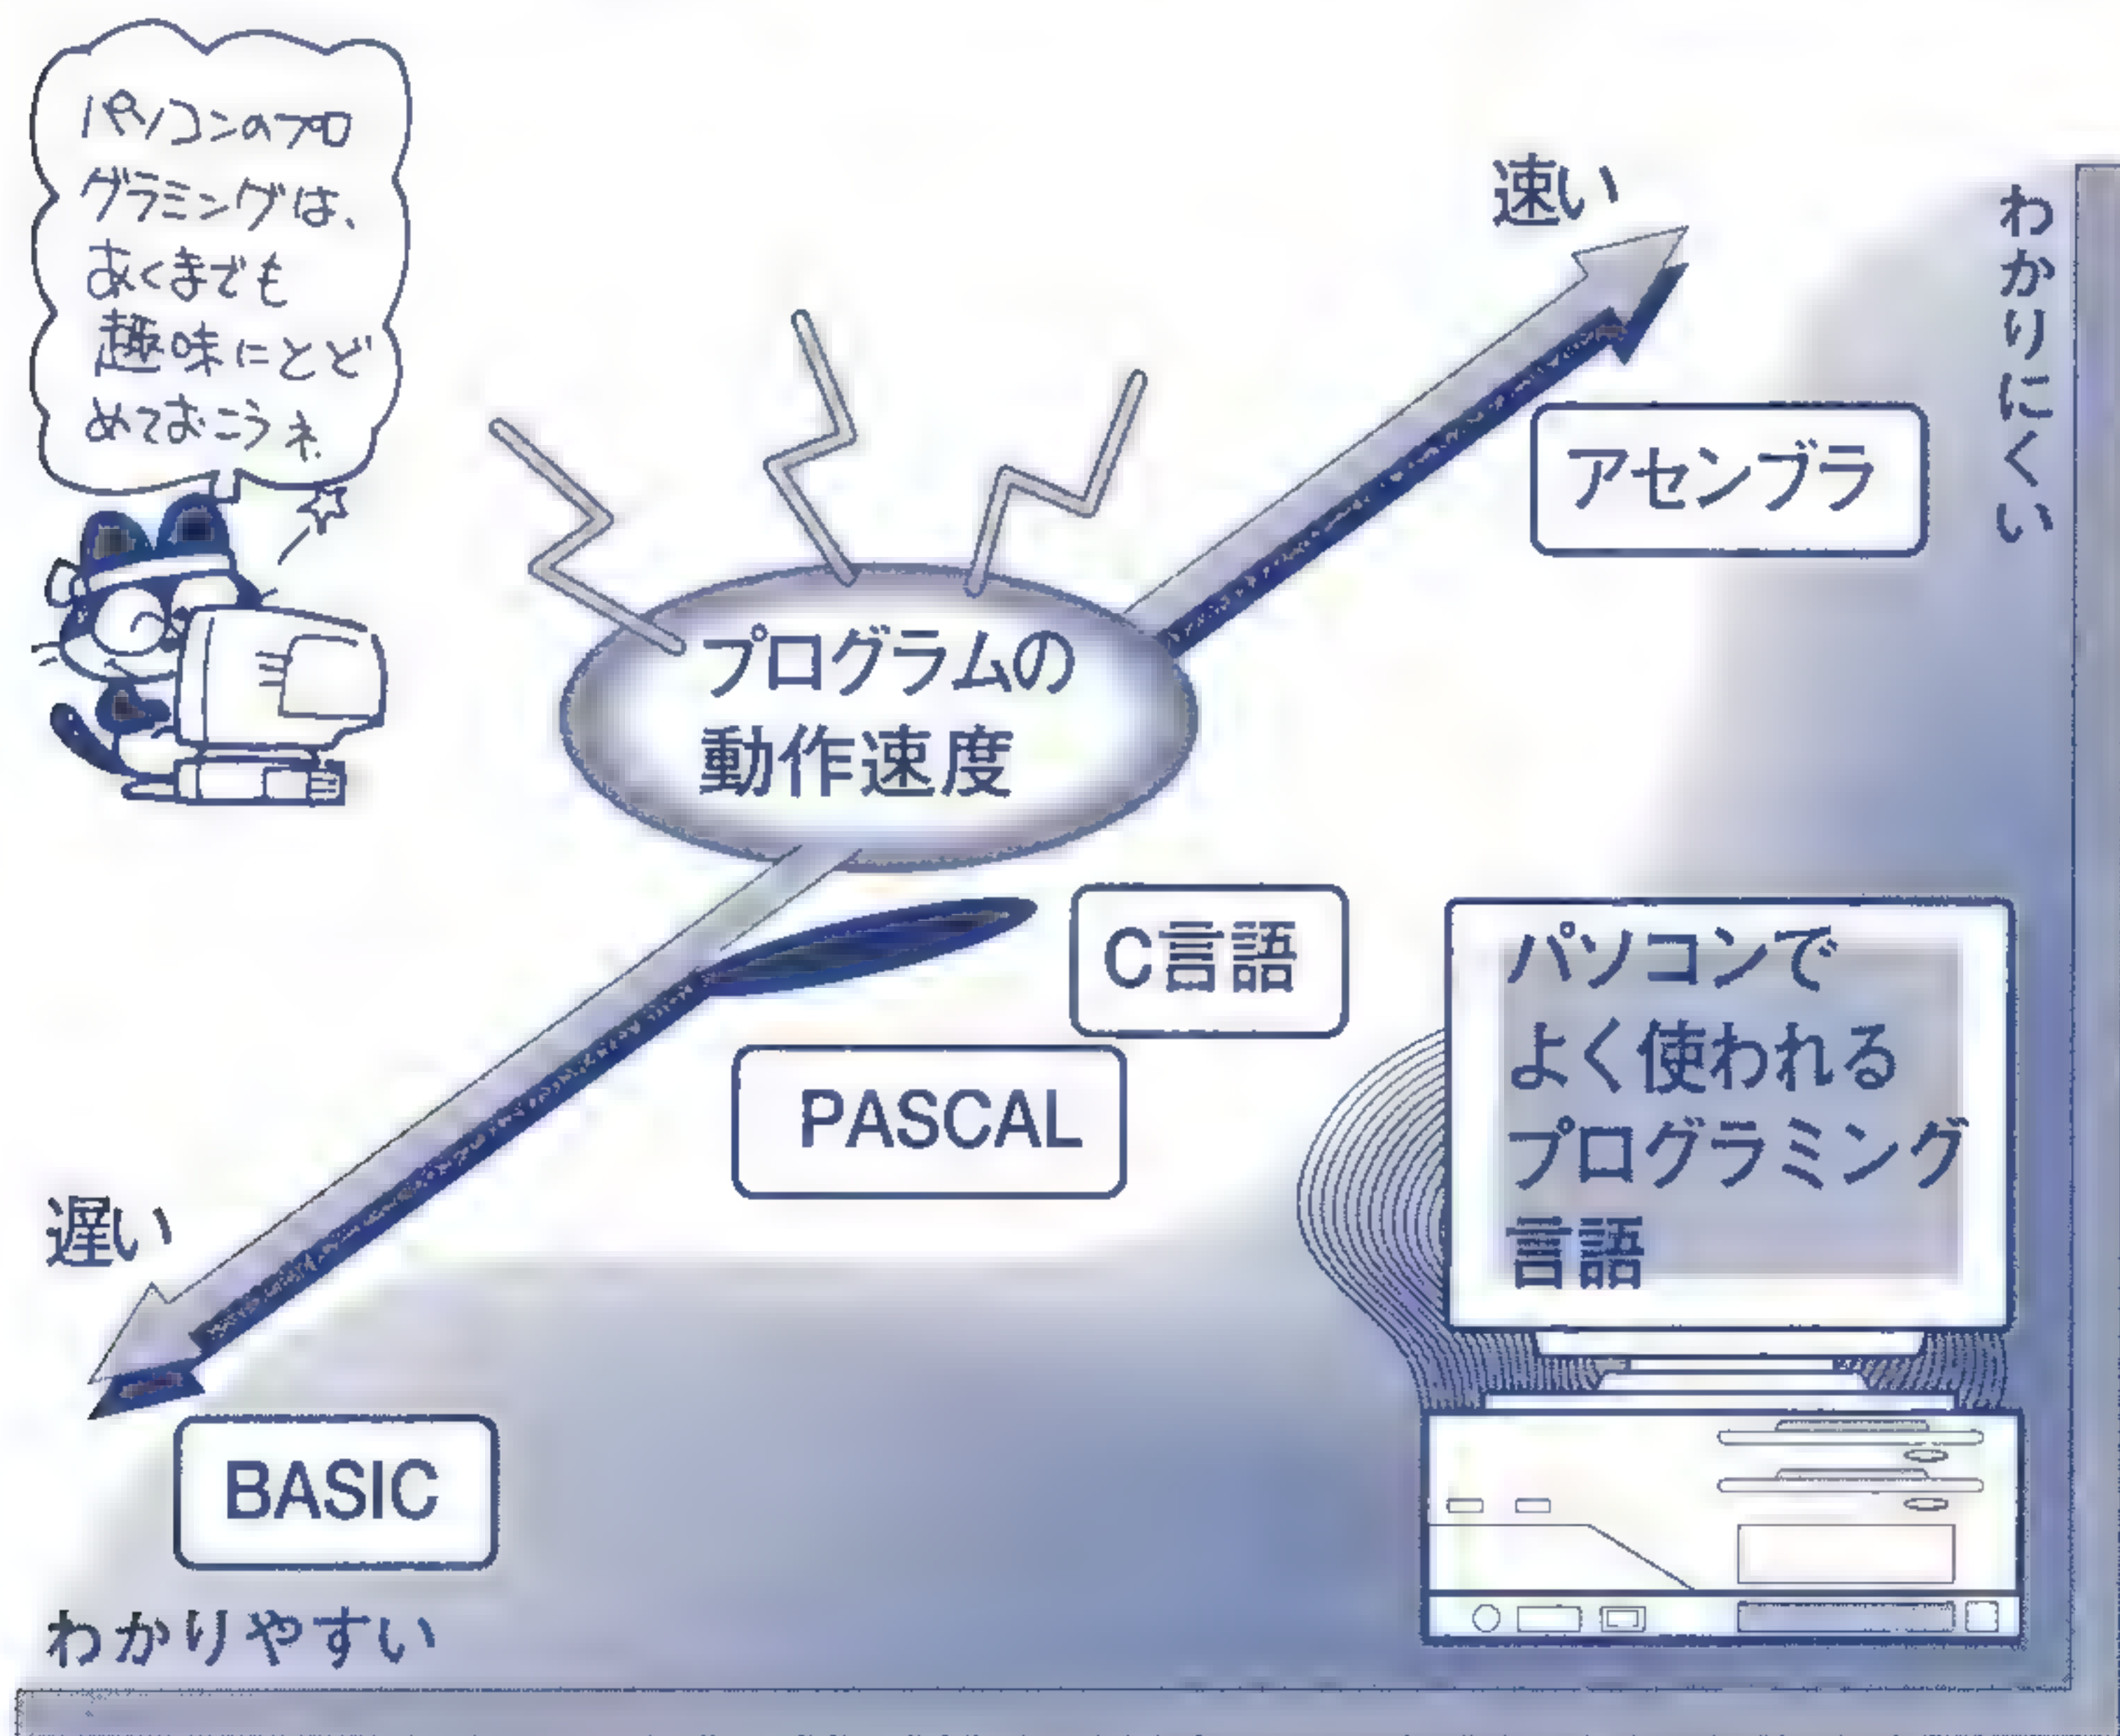 パソコンのプロ
グラミングは、
あくまでも
趣味にとど
めておこうネ
速い
わかりにくい
アセンブラ
プログラムの
動作速度
C言語
PASCAL
パソコンで
よく使われる
プログラミング
言語
遅い
BASIC
わかりやすい